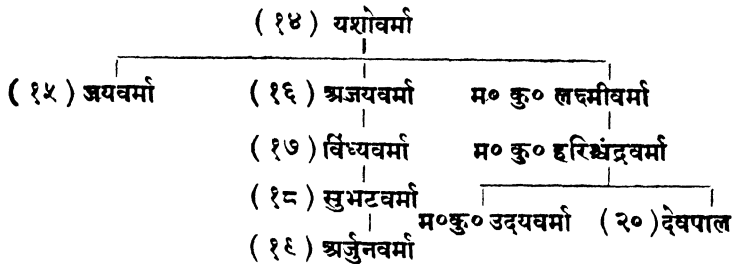 (१४) यशोवर्मा
(१५) जयवर्मा (१६) अजयवर्मा म० कु० लक्ष्मीवर्मा
(१७) विंध्यवर्मा म० कु० हरिश्चंद्रवर्मा
(१८) सुभटवर्मा
म०कु० उदयवर्मा (२०) देवपाल
(१९) अर्जुनवर्मा